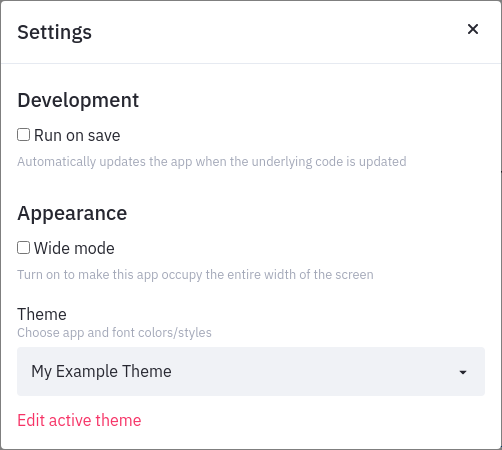 Settings
Development
Run on save
Automatically updates the app when the underlying code is updated
Appearance
Wide mode
Turn on to make this app occupy the entire width of the screen
Theme
Choose app and font colors/styles
My Example Theme
Edit active theme